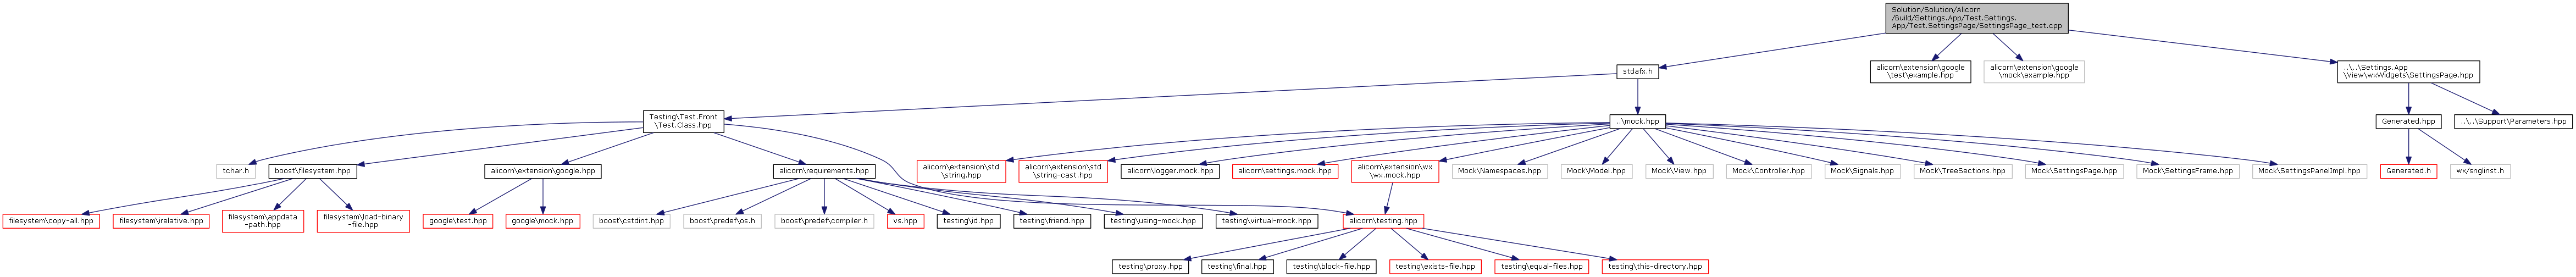 Solution/Solution/Alicorn
/Build/Settings.App/Test.Settings.
App/Test.SettingsPage/SettingsPage_test.cpp
stdafx.h
alicorn\extension\google
\test\example.hpp
alicorn\extension\google
\mock\example.hpp
..\..\Settings.App
\View\wxWidgets\SettingsPage.hpp
Testing\Test.Front
\Test.Class.hpp
..\mock.hpp
Generated.hpp
..\..\Support\Parameters.hpp
tchar.h
boost\filesystem.hpp
alicorn\extension\google.hpp
alicorn\requirements.hpp
alicorn\extension\std
\string.hpp
alicorn\extension\std
\string-cast.hpp
alicorn\logger.mock.hpp
alicorn\settings.mock.hpp
alicorn\extension\wx
\wx.mock.hpp
Mock\Namespaces.hpp
Mock\Model.hpp
Mock\View.hpp
Mock\Controller.hpp
Mock\Signals.hpp
Mock\TreeSections.hpp
Mock\SettingsPage.hpp
Mock\SettingsFrame.hpp
Mock\SettingsPanelImpl.hpp
Generated.h
wx/snglinst.h
filesystem\copy-all.hpp
filesystem\relative.hpp
filesystem\appdata
-path.hpp
filesystem\load-binary
-file.hpp
google\test.hpp
google\mock.hpp
boost\cstdint.hpp
boost\predef\os.h
boost\predef\compiler.h
vs.hpp
testing\id.hpp
testing\friend.hpp
testing\using-mock.hpp
testing\virtual-mock.hpp
alicorn\testing.hpp
testing\proxy.hpp
testing\final.hpp
testing\block-file.hpp
testing\exists-file.hpp
testing\equal-files.hpp
testing\this-directory.hpp